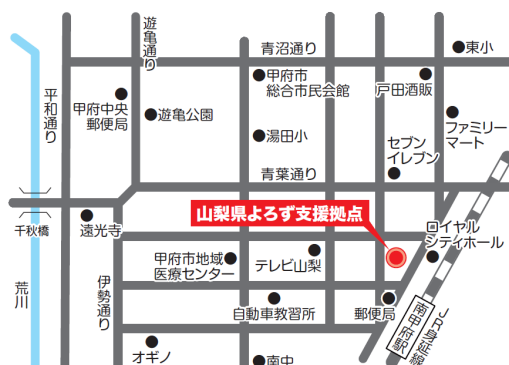 遊亀通り
青沼通り
東小
平和通り
甲府中央
郵便局
遊亀公園
甲府市
総合市民会館
戸田酒販
湯田小
ファミリー
マート
セブン
イレブン
青葉通り
千秋橋
遠光寺
山梨県よろず支援拠点
ロイヤル
シティホール
荒川
伊勢通り
甲府市地域
医療センター
テレビ山梨
自動車教習所
郵便局
南甲府駅
JR身延線
オギノ
南中